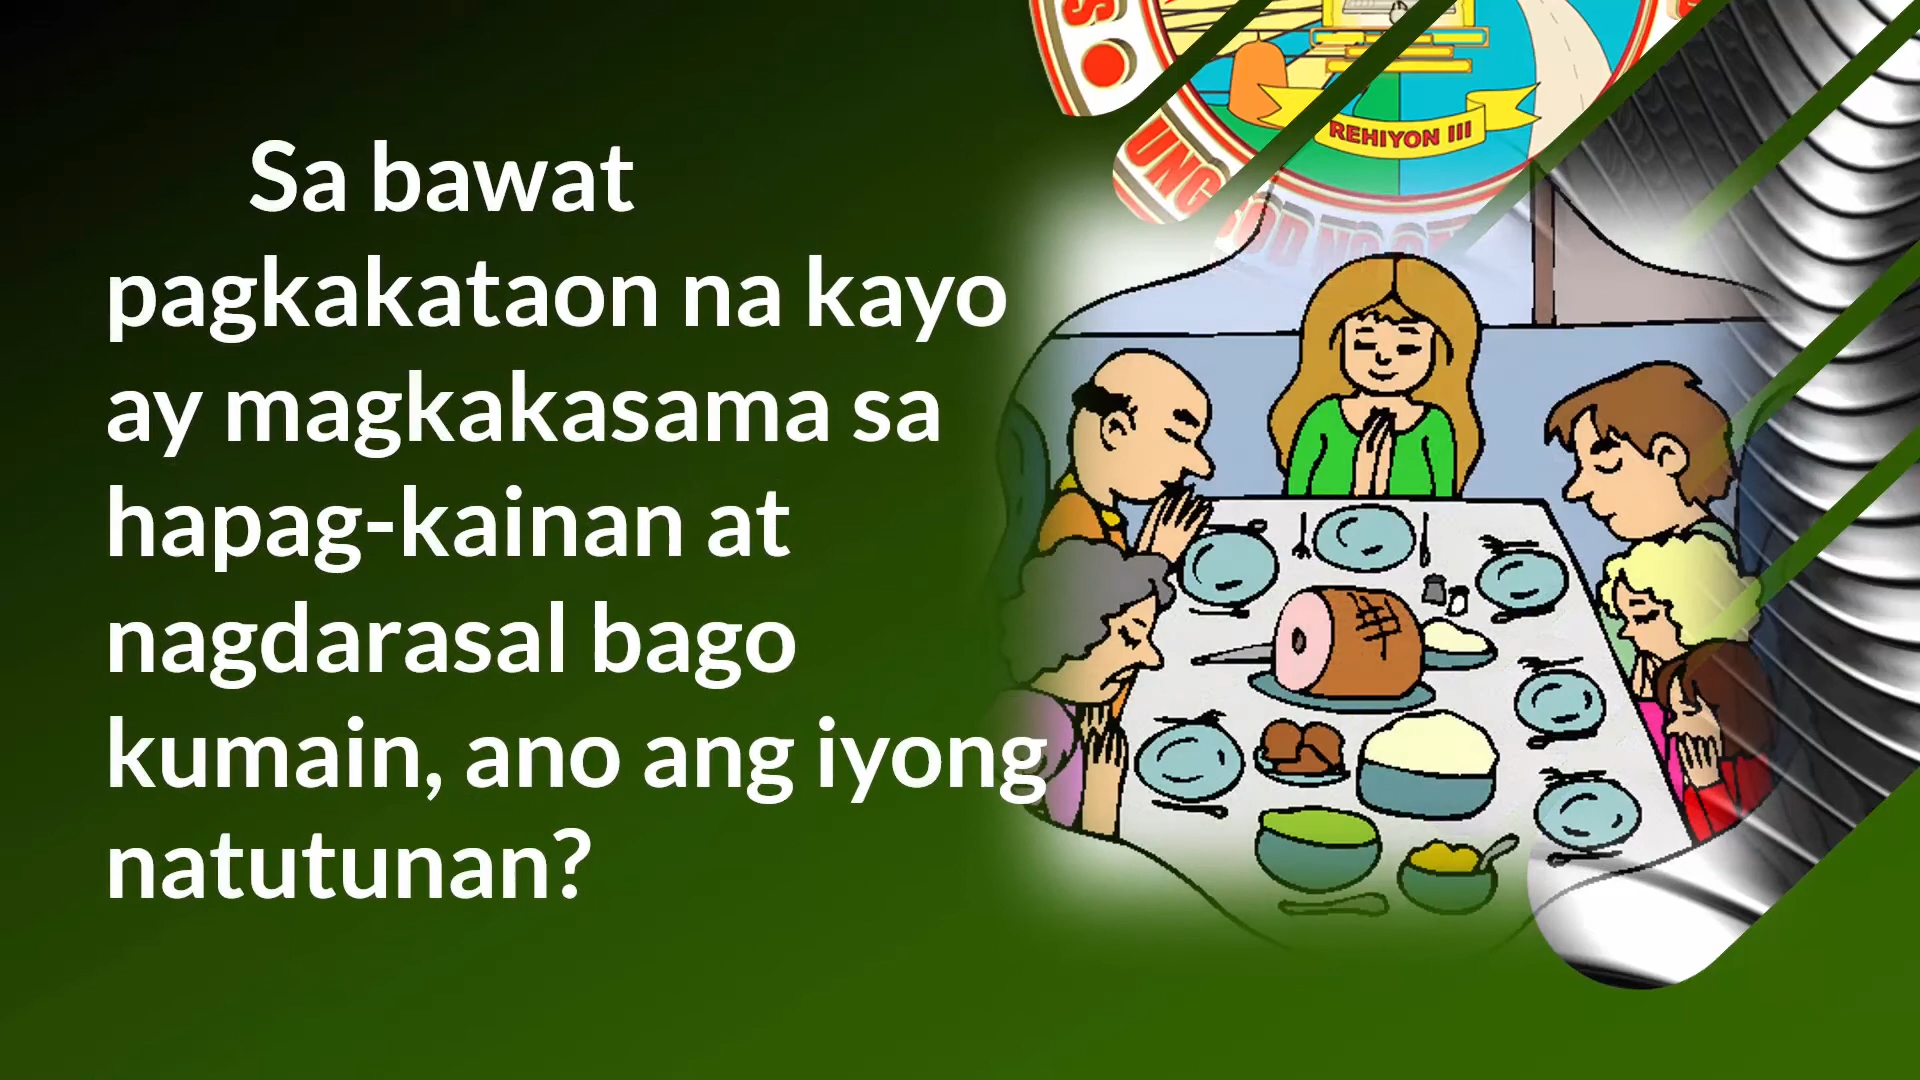 REHIYON III
Sa bawat
pagkakataon na kayo
ay magkakasama sa
hapag-kainan at
nagdarasal bago
kumain, ano ang iyong
natutunan?